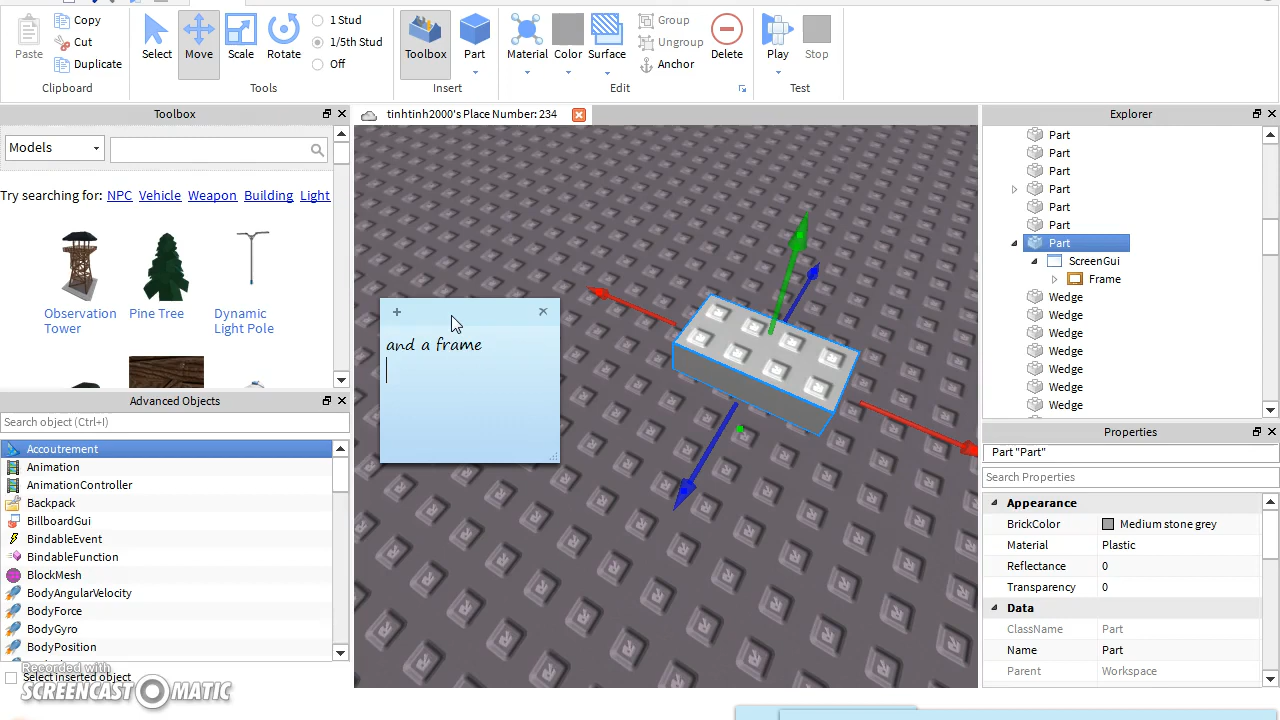 Copy
Cut
Duplicate
Paste
Clipboard
Select
Move
Scale
Rotate
1 Stud
1/5th Stud
Off
Tools
Toolbox
Part
Insert
Material
Color
Surface
Group
Ungroup
Anchor
Delete
Edit
Play
Stop
Test
Toolbox
Models
Try searching for: NPC Vehicle Weapon Building Light
Observation
Tower
Pine Tree
Dynamic
Light Pole
Advanced Objects
Search object (Ctrl+I)
Accoutrement
Animation
AnimationController
Backpack
BillboardGui
BindableEvent
BindableFunction
BlockMesh
BodyAngularVelocity
BodyForce
BodyGyro
BodyPosition
Select inserted object
Recorded with
SCREENCAST MATIC
tinhtinh2000's Place Number: 234
and a frame
Explorer
Part
Part
Part
Part
Part
Part
Part
ScreenGui
Frame
Wedge
Wedge
Wedge
Wedge
Wedge
Wedge
Wedge
Properties
Part "Part"
Search Properties
Appearance
BrickColor Medium stone grey
Material Plastic
Reflectance 0
Transparency 0
Data
ClassName Part
Name Part
Parent Workspace